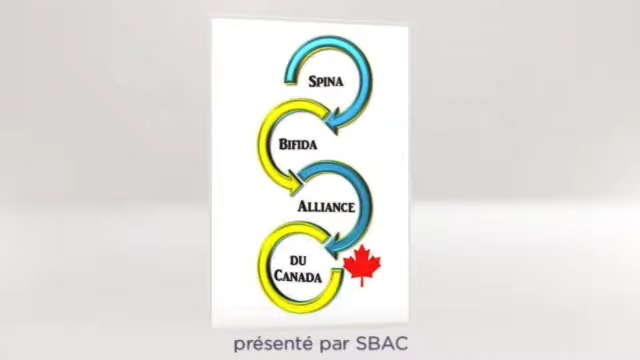 SPINA
BIFIDA
ALLIANCE
DU
CANADA
présenté par SBAC